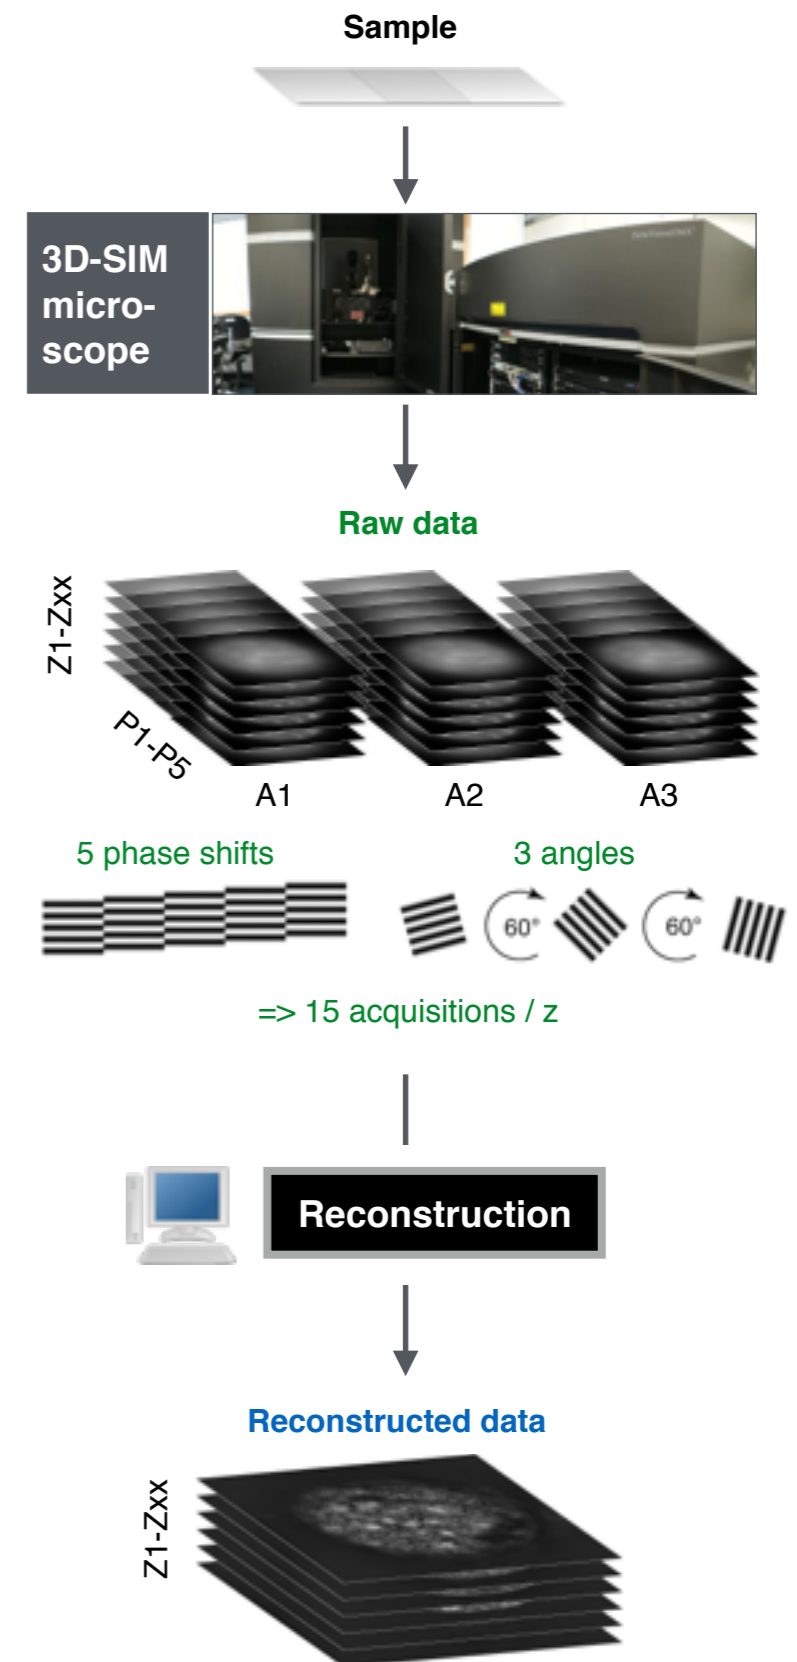 Sample
3D-SIM
micro-
scope
Raw data
Z1-Zxx
P1-P5
A1
A2
A3
5 phase shifts
3 angles
60°
60°
=> 15 acquisitions / z
Reconstruction
Reconstructed data
Z1-Zxx